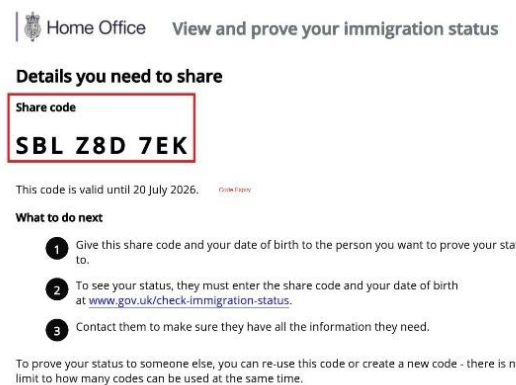 Home Office
View and prove your immigration status
Details you need to share
Share code
SBL Z8D 7EK
This code is valid until 20 July 2026. Code Expiry
What to do next
1 Give this share code and your date of birth to the person you want to prove your sta
to.
2 To see your status, they must enter the share code and your date of birth
at www.gov.uk/check-immigration-status.
3 Contact them to make sure they have all the information they need.
To prove your status to someone else, you can re-use this code or create a new code - there is n
limit to how many codes can be used at the same time.